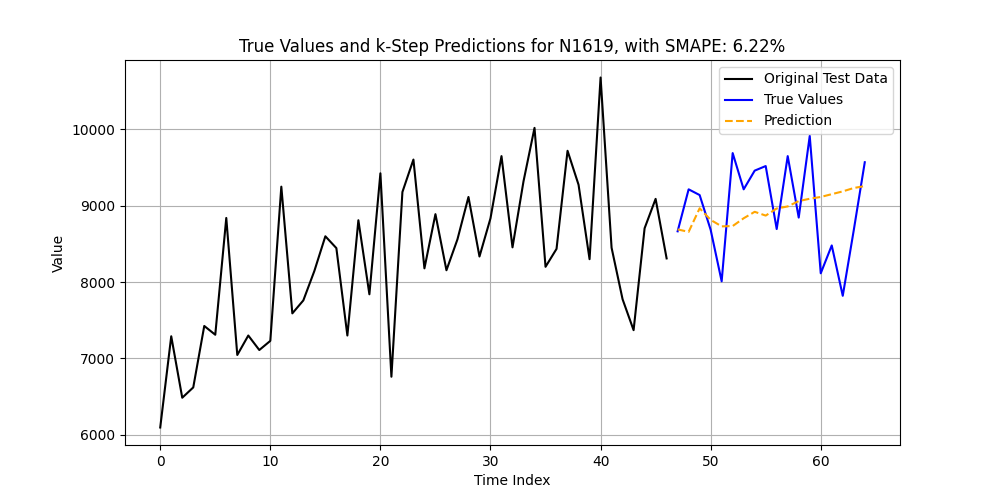 True Values and k-Step Predictions for N1619, with SMAPE: 6.22%
Original Test Data
True Values
Prediction
Value
10000
9000
8000
7000
6000
0 10 20 30 40 50 60
Time Index